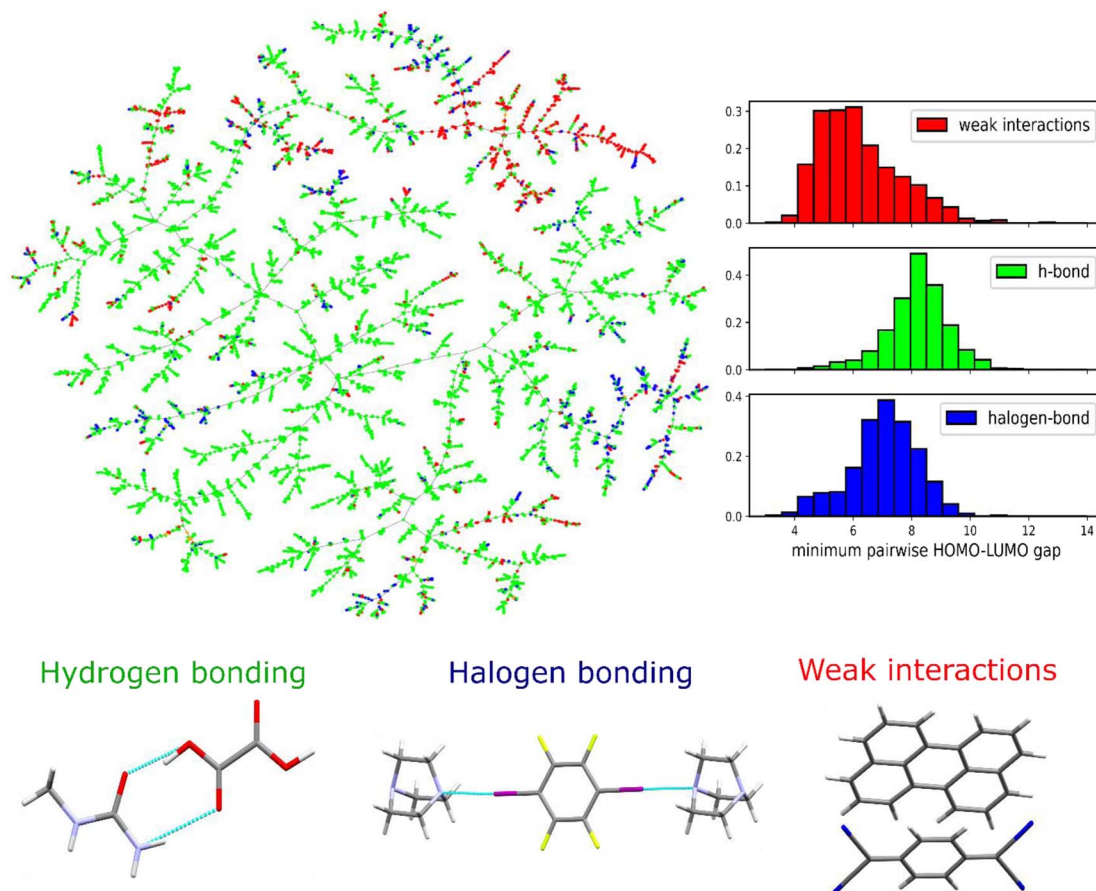 0.3
0.2
0.1
0.0
weak interactions
0.4
0.2
0.0
h-bond
0.4
0.2
0.0
halogen-bond
4 6 8 10 12 14
minimum pairwise HOMO-LUMO gap
Hydrogen bonding Halogen bonding Weak interactions